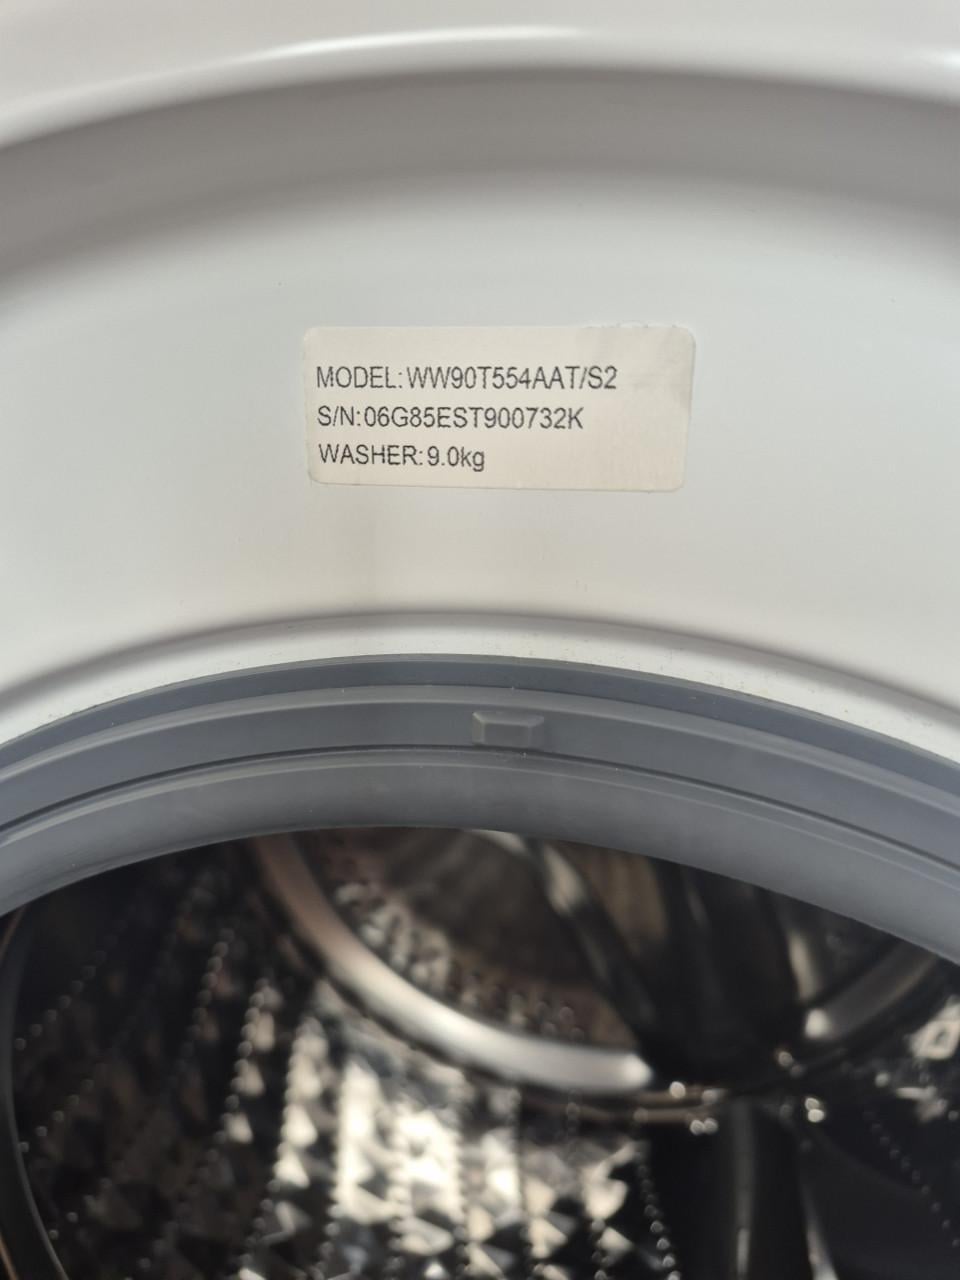 MODEL:WW90T554AAT/S2
S/N:06G85EST900732K
WASHER:9.0kg